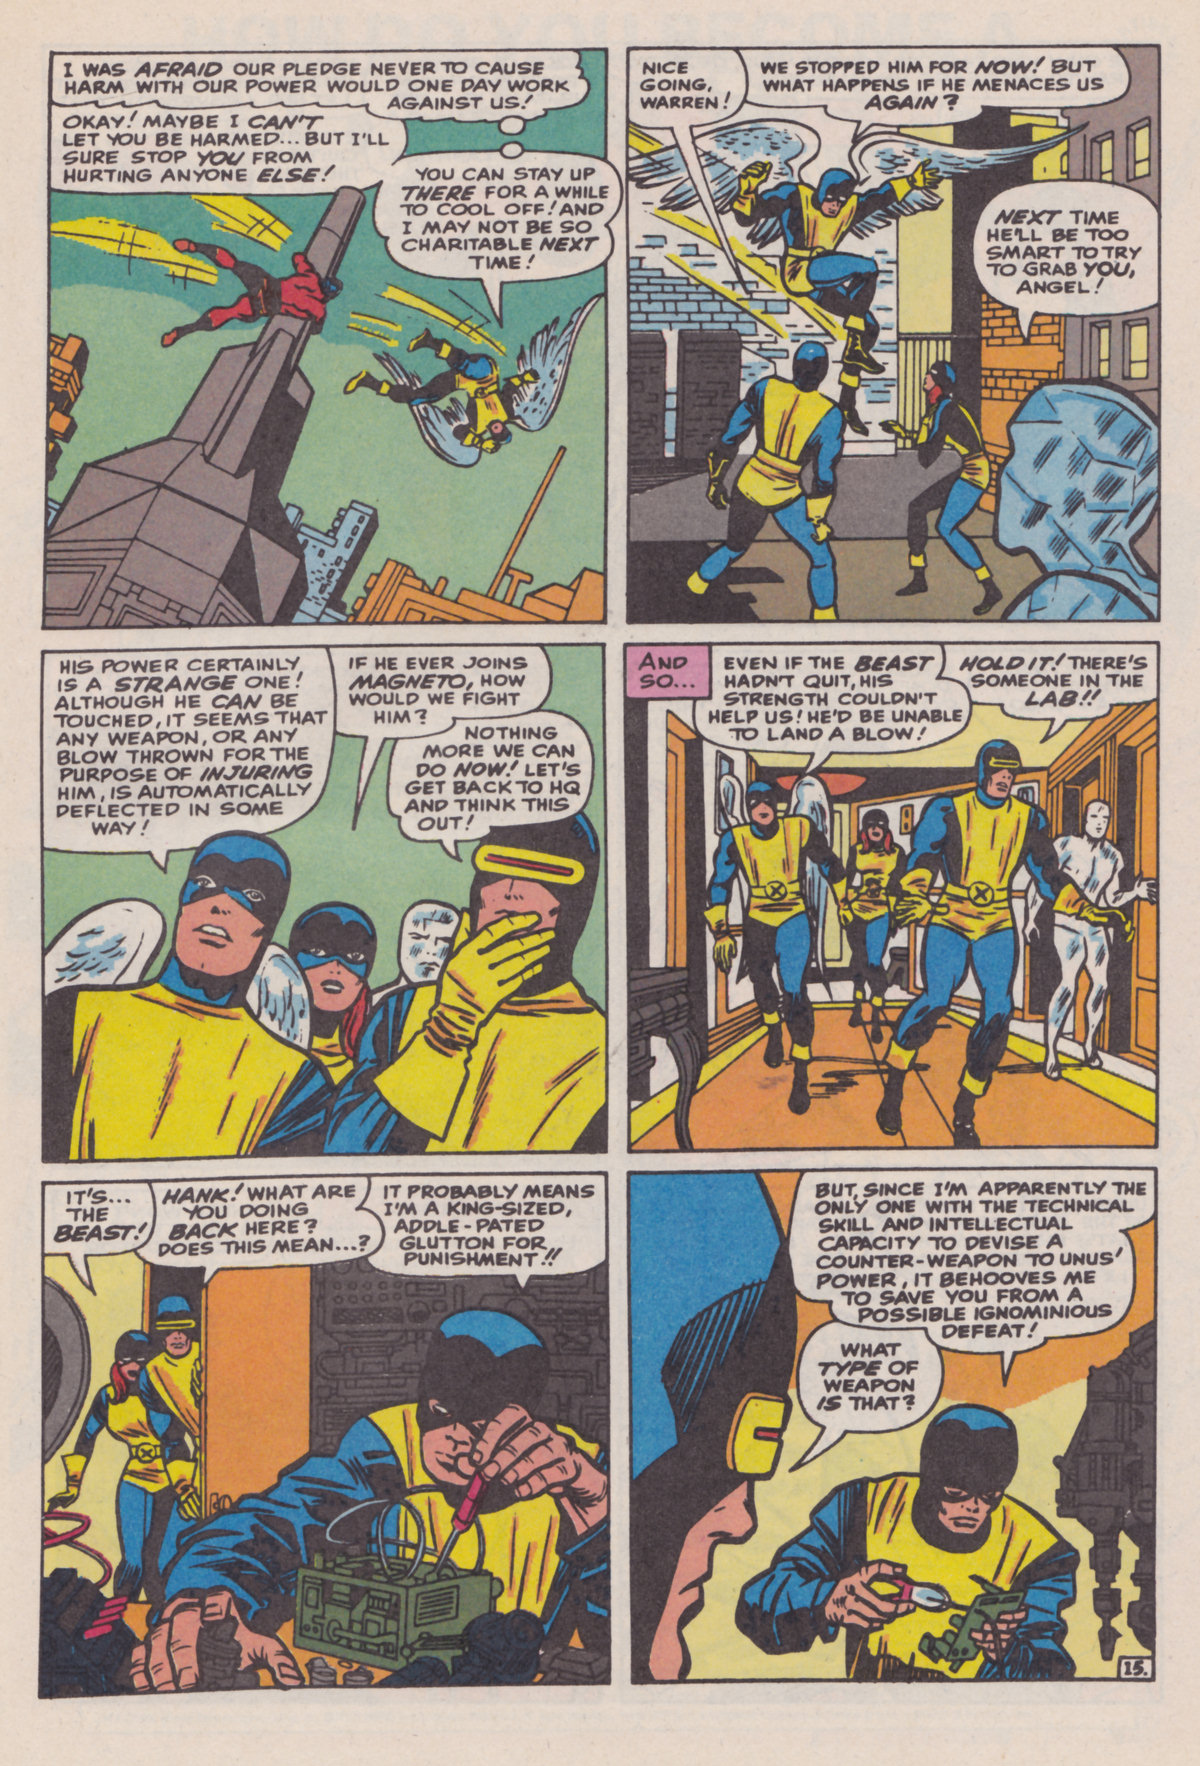 I WAS AFRAID OUR PLEDGE NEVER TO CAUSE
HARM WITH OUR POWER WOULD ONE DAY WORK
AGAINST US!
OKAY! MAYBE I CAN'T
LET YOU BE HARMED... BUT I'LL
SURE STOP YOU FROM
HURTING ANYONE ELSE!
YOU CAN STAY UP
THERE FOR A WHILE
TO COOL OFF! AND
I MAY NOT BE SO
CHARITABLE NEXT
TIME!
NICE
GOING,
WARREN!
WE STOPPED HIM FOR NOW! BUT
WHAT HAPPENS IF HE MENACES US
AGAIN?
NEXT TIME
HE'LL BE TOO
SMART TO TRY
TO GRAB YOU,
ANGEL!
HIS POWER CERTAINLY
IS A STRANGE ONE!
ALTHOUGH HE CAN BE
TOUCHED, IT SEEMS THAT
ANY WEAPON, OR ANY
BLOW THROWN FOR THE
PURPOSE OF INJURING
HIM, IS AUTOMATICALLY
DEFLECTED IN SOME
WAY!
IF HE EVER JOINS
MAGNETO, HOW
WOULD WE FIGHT
HIM?
NOTHING
MORE WE CAN
DO NOW! LET'S
GET BACK TO HQ
AND THINK THIS
OUT!
AND
SO...
EVEN IF THE BEAST
HADN'T QUIT, HIS
STRENGTH COULDN'T
HELP US! HE'D BE UNABLE
TO LAND A BLOW!
HOLD IT! THERE'S
SOMEONE IN THE
LAB!!
IT'S...
THE
BEAST!
HANK! WHAT ARE
YOU DOING
BACK HERE?
DOES THIS MEAN...?
IT PROBABLY MEANS
I'M A KING-SIZED,
ADDLE-PATED
GLUTTON FOR
PUNISHMENT!!
BUT, SINCE I'M APPARENTLY THE
ONLY ONE WITH THE TECHNICAL
SKILL AND INTELLECTUAL
CAPACITY TO DEVISE A
COUNTER-WEAPON TO UNUS'
POWER, IT BEHOOVES ME
TO SAVE YOU FROM A
POSSIBLE IGNOMINIOUS
DEFEAT!
WHAT
TYPE OF
WEAPON
IS THAT?
15.